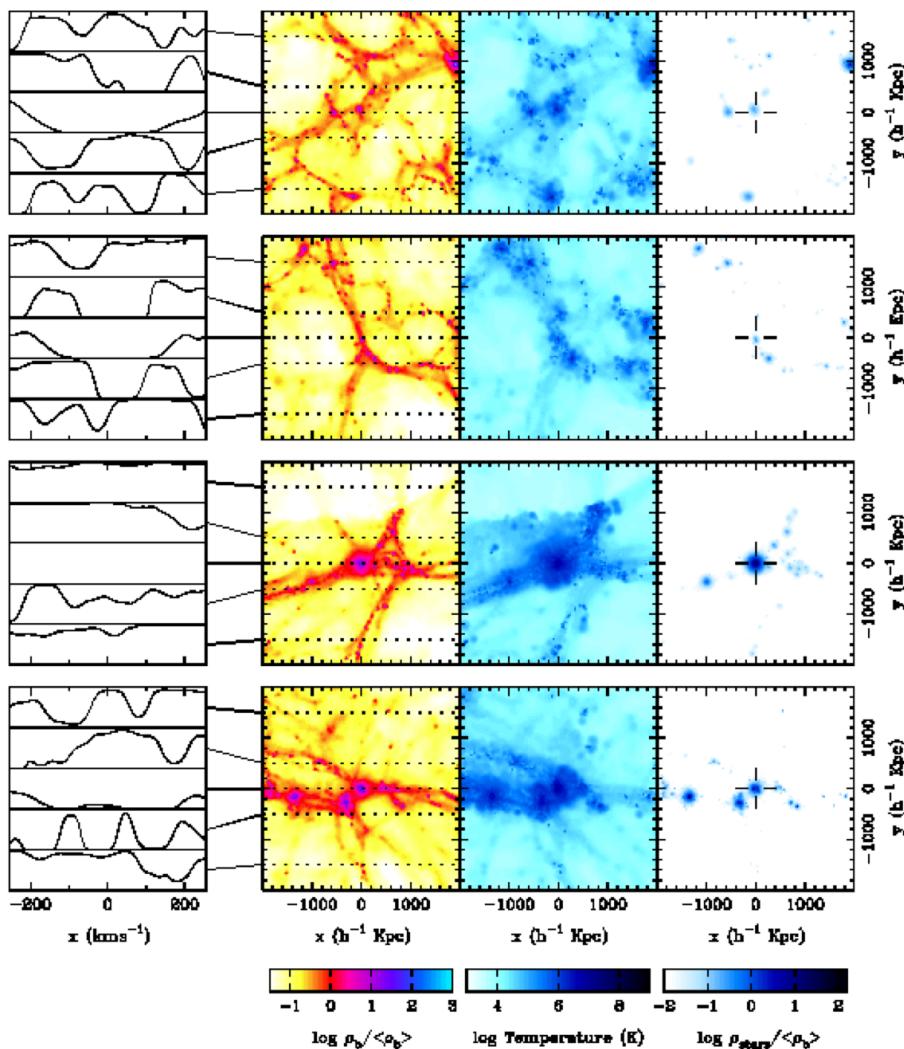 1000
0
-1000
y (h⁻¹ Kpc)
1000
0
-1000
y (h⁻¹ Kpc)
1000
0
-1000
y (h⁻¹ Kpc)
1000
0
-1000
y (h⁻¹ Kpc)
-200 0 200 -1000 0 1000 -1000 0 1000 -1000 0 1000
x (kms⁻¹) x (h⁻¹ Kpc) x (h⁻¹ Kpc) x (h⁻¹ Kpc)
-1 0 1 2 3 4 6 8 -2 -1 0 1 2
log ρ_b/<ρ_b> log Temperature (K) log ρ_stars/<ρ_b>